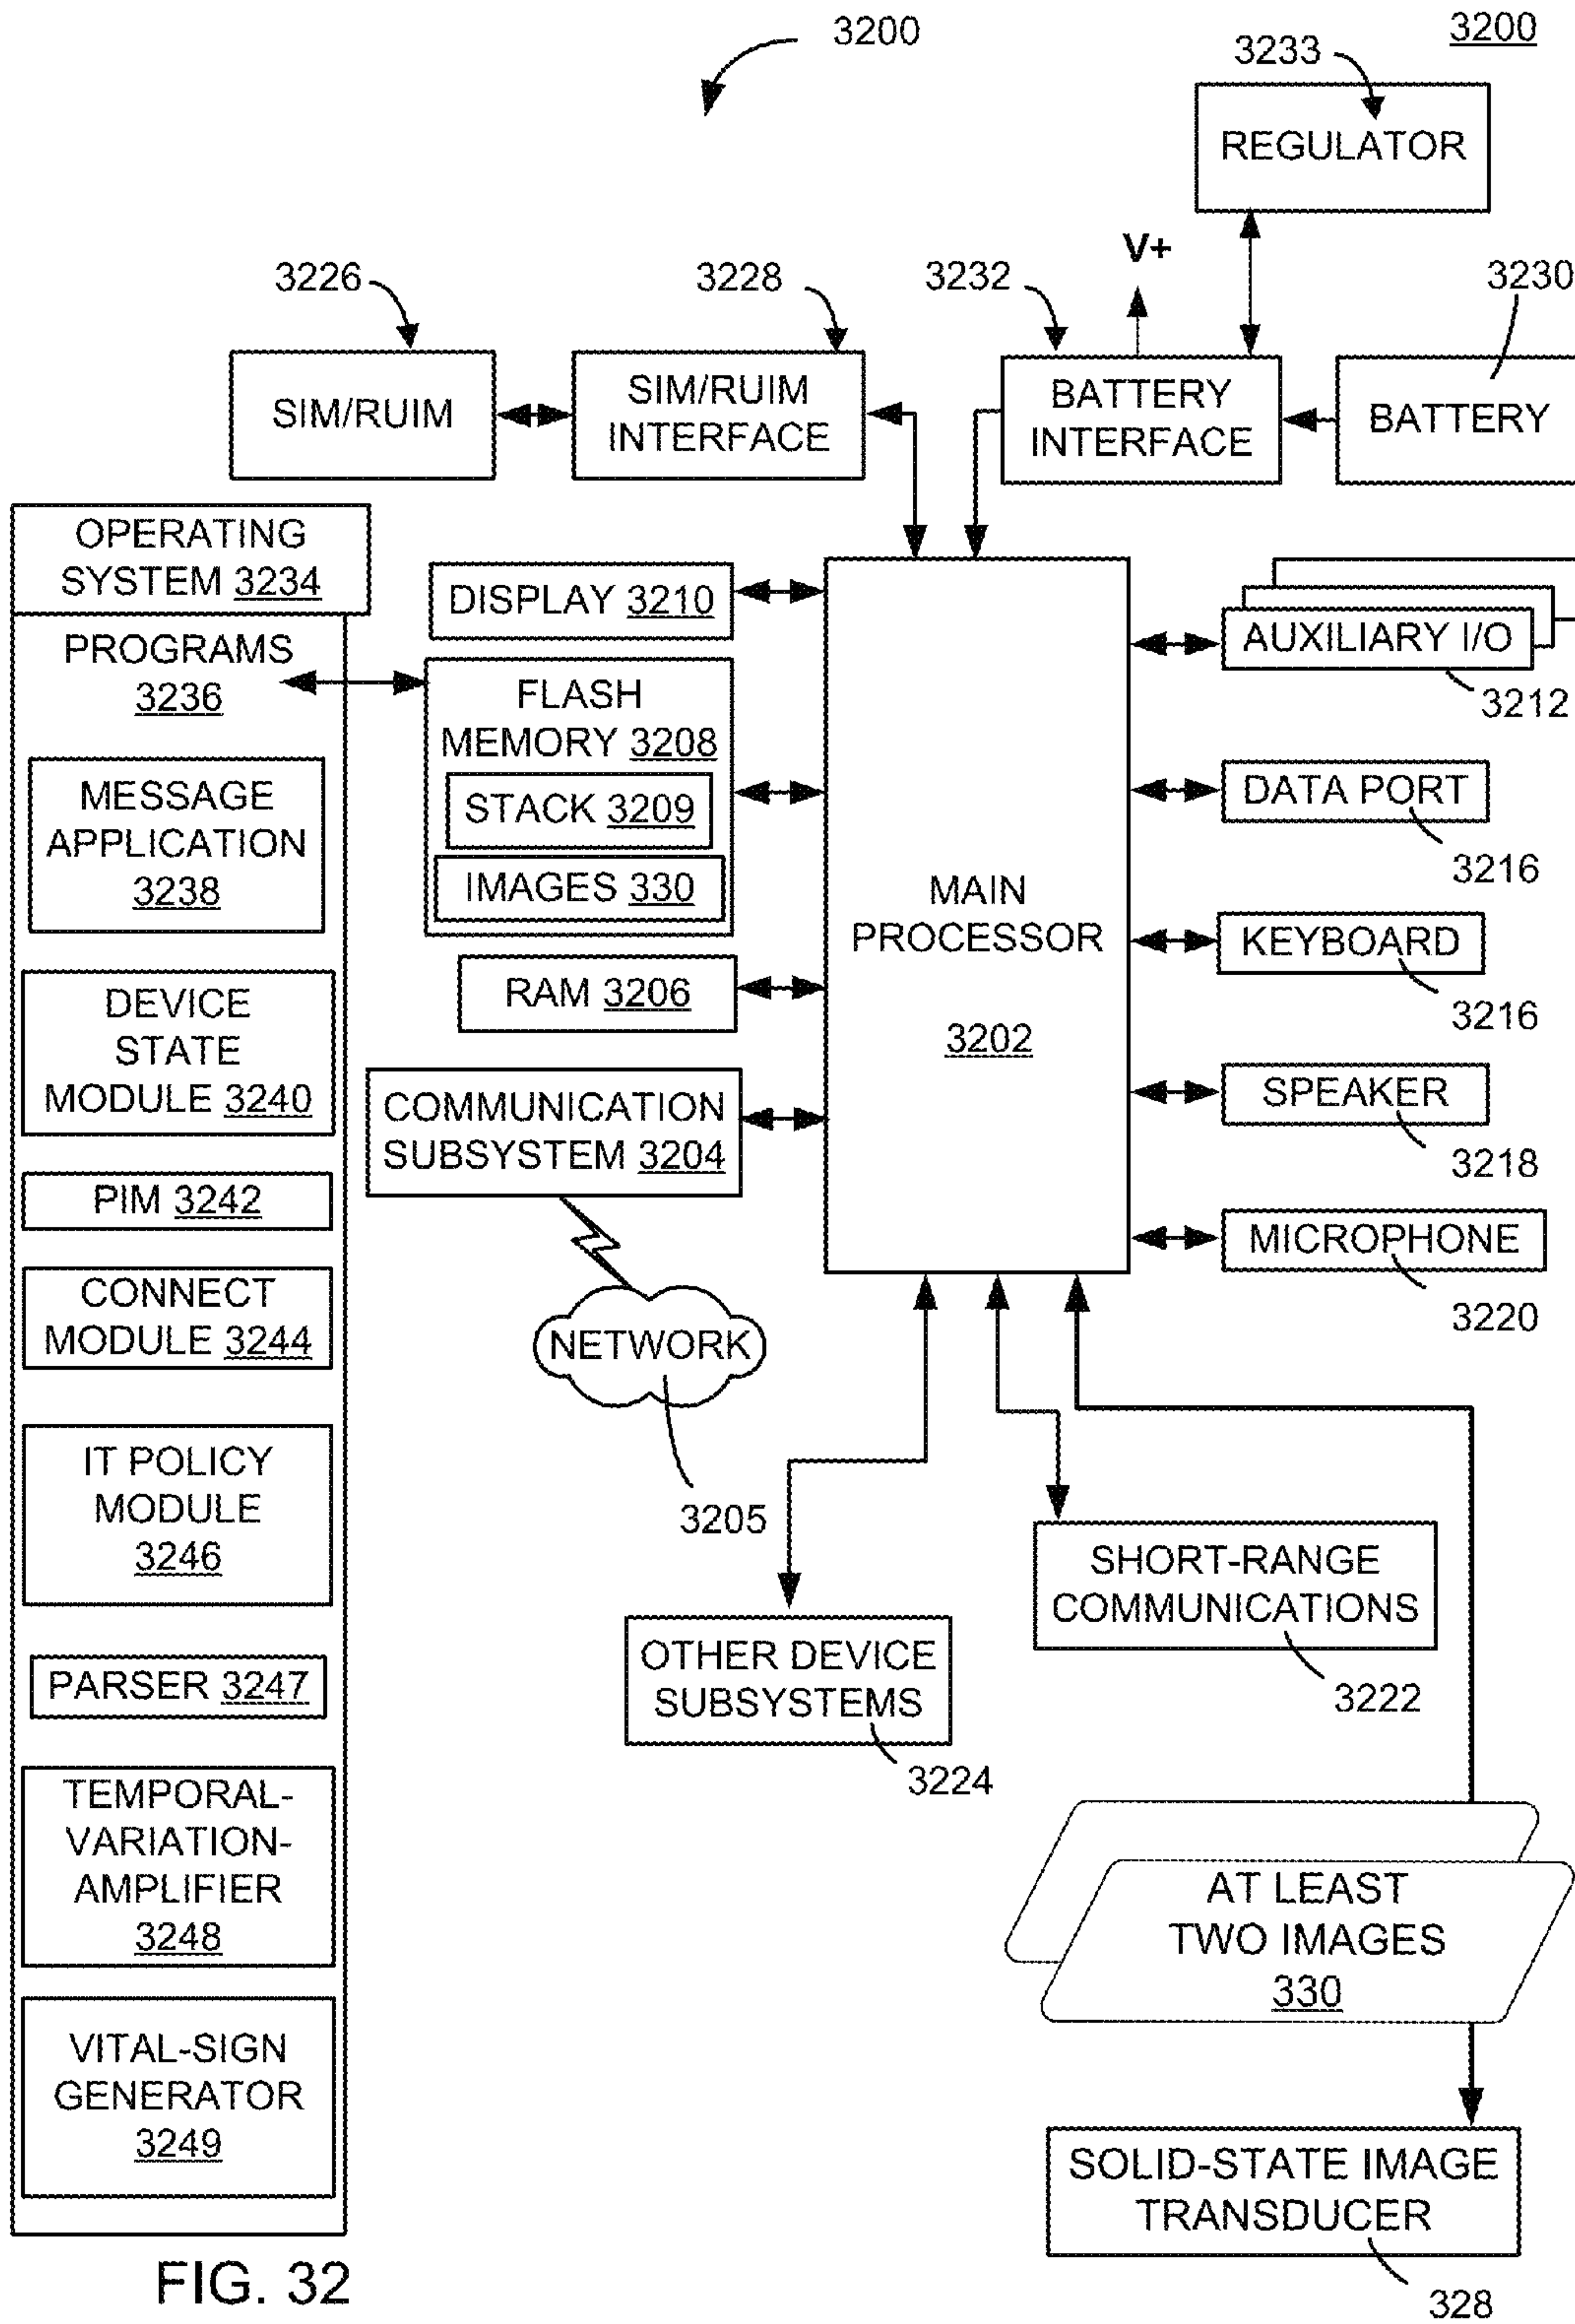 3200
3200
3233
REGULATOR
V+
3226
3228
3232
3230
SIM/RUIM
SIM/RUIM
INTERFACE
BATTERY
INTERFACE
BATTERY
OPERATING
SYSTEM 3234
PROGRAMS
3236
MESSAGE
APPLICATION
3238
DEVICE
STATE
MODULE 3240
PIM 3242
CONNECT
MODULE 3244
IT POLICY
MODULE
3246
PARSER 3247
TEMPORAL-
VARIATION-
AMPLIFIER
3248
VITAL-SIGN
GENERATOR
3249
DISPLAY 3210
FLASH
MEMORY 3208
STACK 3209
IMAGES 330
RAM 3206
COMMUNICATION
SUBSYSTEM 3204
NETWORK
3205
MAIN
PROCESSOR
3202
AUXILIARY I/O
3212
DATA PORT
3216
KEYBOARD
3216
SPEAKER
3218
MICROPHONE
3220
OTHER DEVICE
SUBSYSTEMS
3224
SHORT-RANGE
COMMUNICATIONS
3222
AT LEAST
TWO IMAGES
330
SOLID-STATE IMAGE
TRANSDUCER
328
FIG. 32